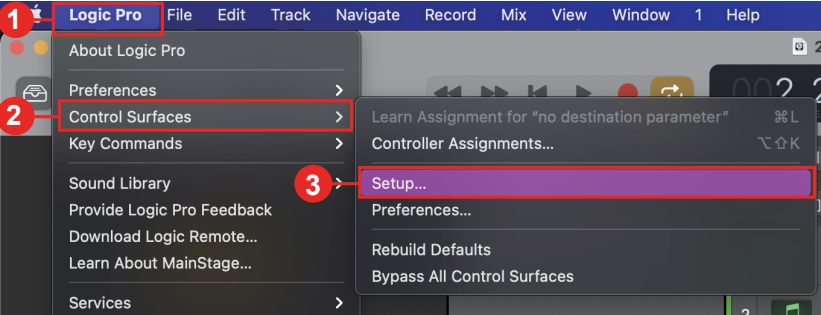 1 Logic Pro File Edit Track Navigate Record Mix View Window 1 Help
About Logic Pro
Preferences
2 Control Surfaces
Key Commands
Sound Library
Provide Logic Pro Feedback
Download Logic Remote...
Learn About MainStage...
Services
Learn Assignment for “no destination parameter” ⌘L
Controller Assignments... ⌥⇧K
3 Setup...
Preferences...
Rebuild Defaults
Bypass All Control Surfaces
002
2